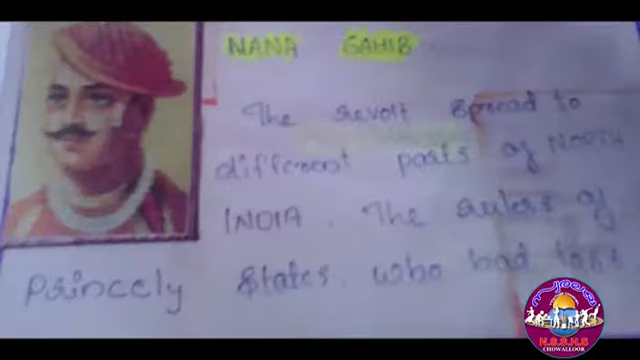 NANA SAHIB
The revolt spread to
different parts of NORTH
INDIA. The rulers of
Princely States. who had lost
N.S.S.H.S
CHOWALLOOR